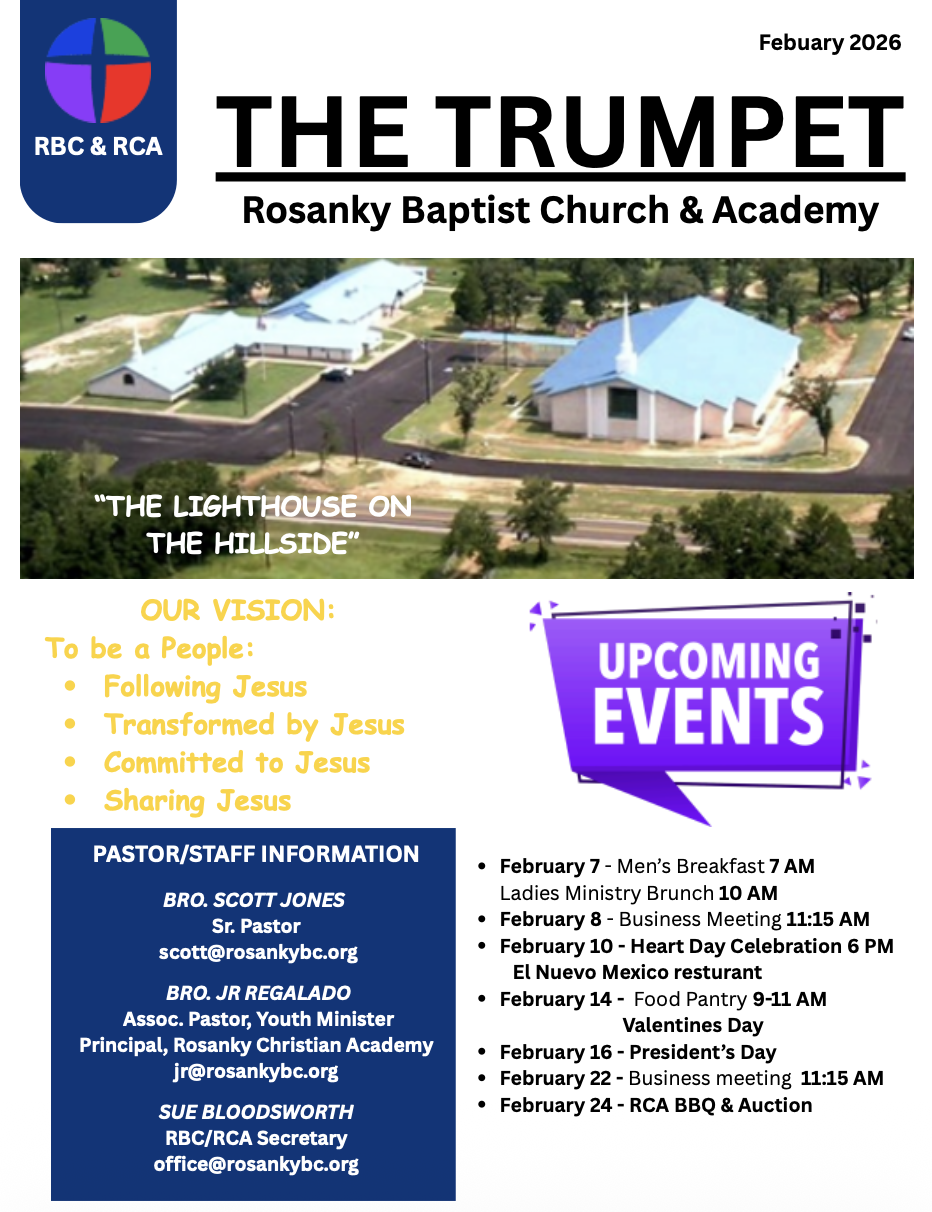 Febuary 2026
RBC & RCA
THE TRUMPET
Rosanky Baptist Church & Academy
“THE LIGHTHOUSE ON
THE HILLSIDE”
OUR VISION:
To be a People:
• Following Jesus
• Transformed by Jesus
• Committed to Jesus
• Sharing Jesus
PASTOR/STAFF INFORMATION
BRO. SCOTT JONES
Sr. Pastor
scott@rosankybc.org
BRO. JR REGALADO
Assoc. Pastor, Youth Minister
Principal, Rosanky Christian Academy
jr@rosankybc.org
SUE BLOODSWORTH
RBC/RCA Secretary
office@rosankybc.org
UPCOMING
EVENTS
• February 7 - Men’s Breakfast 7 AM
Ladies Ministry Brunch 10 AM
• February 8 - Business Meeting 11:15 AM
• February 10 - Heart Day Celebration 6 PM
El Nuevo Mexico resturant
• February 14 - Food Pantry 9-11 AM
Valentines Day
• February 16 - President’s Day
• February 22 - Business meeting 11:15 AM
• February 24 - RCA BBQ & Auction